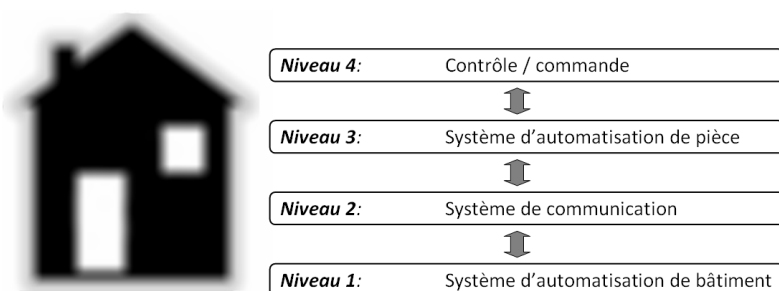 Niveau 4: Contrôle / commande
Niveau 3: Système d'automatisation de pièce
Niveau 2: Système de communication
Niveau 1: Système d'automatisation de bâtiment